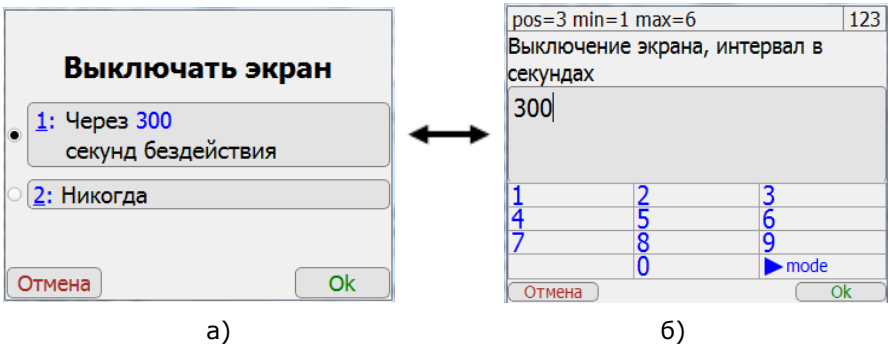 Выключать экран
1: Через 300
секунд бездействия
2: Никогда
Отмена
Ok
а)
pos=3 min=1 max=6
123
Выключение экрана, интервал в
секундах
300
1 2 3
4 5 6
7 8 9
0 mode
Отмена
Ok
б)